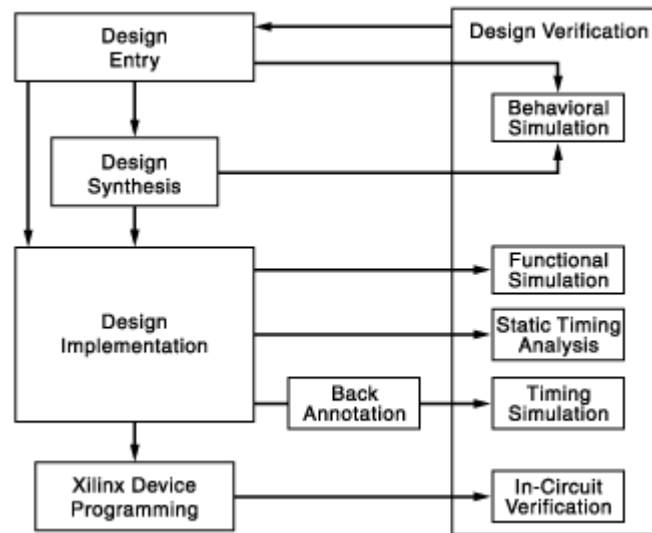 Design
Entry
Design Verification
Behavioral
Simulation
Design
Synthesis
Design
Implementation
Functional
Simulation
Static Timing
Analysis
Back
Annotation
Timing
Simulation
Xilinx Device
Programming
In-Circuit
Verification